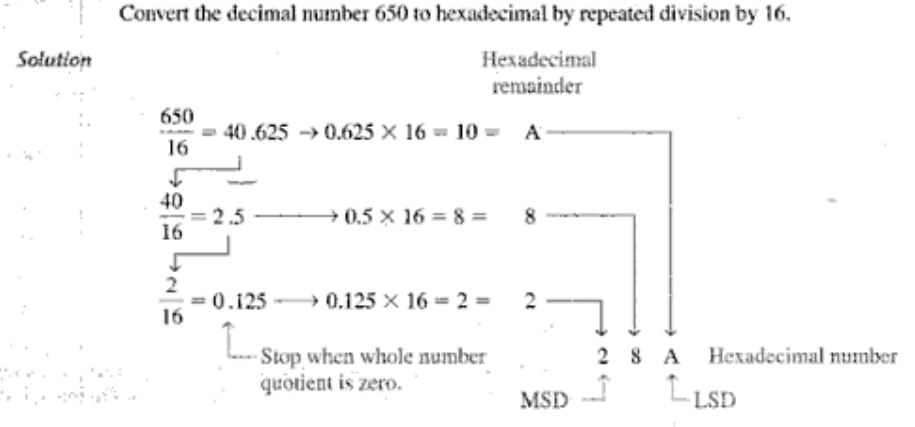 Convert the decimal number 650 to hexadecimal by repeated division by 16.
Solution
Hexadecimal
remainder
650/16 = 40.625 → 0.625 × 16 = 10 = A
40/16 = 2.5 → 0.5 × 16 = 8 = 8
2/16 = 0.125 → 0.125 × 16 = 2 = 2
Stop when whole number
quotient is zero.
2 8 A Hexadecimal number
MSD LSD